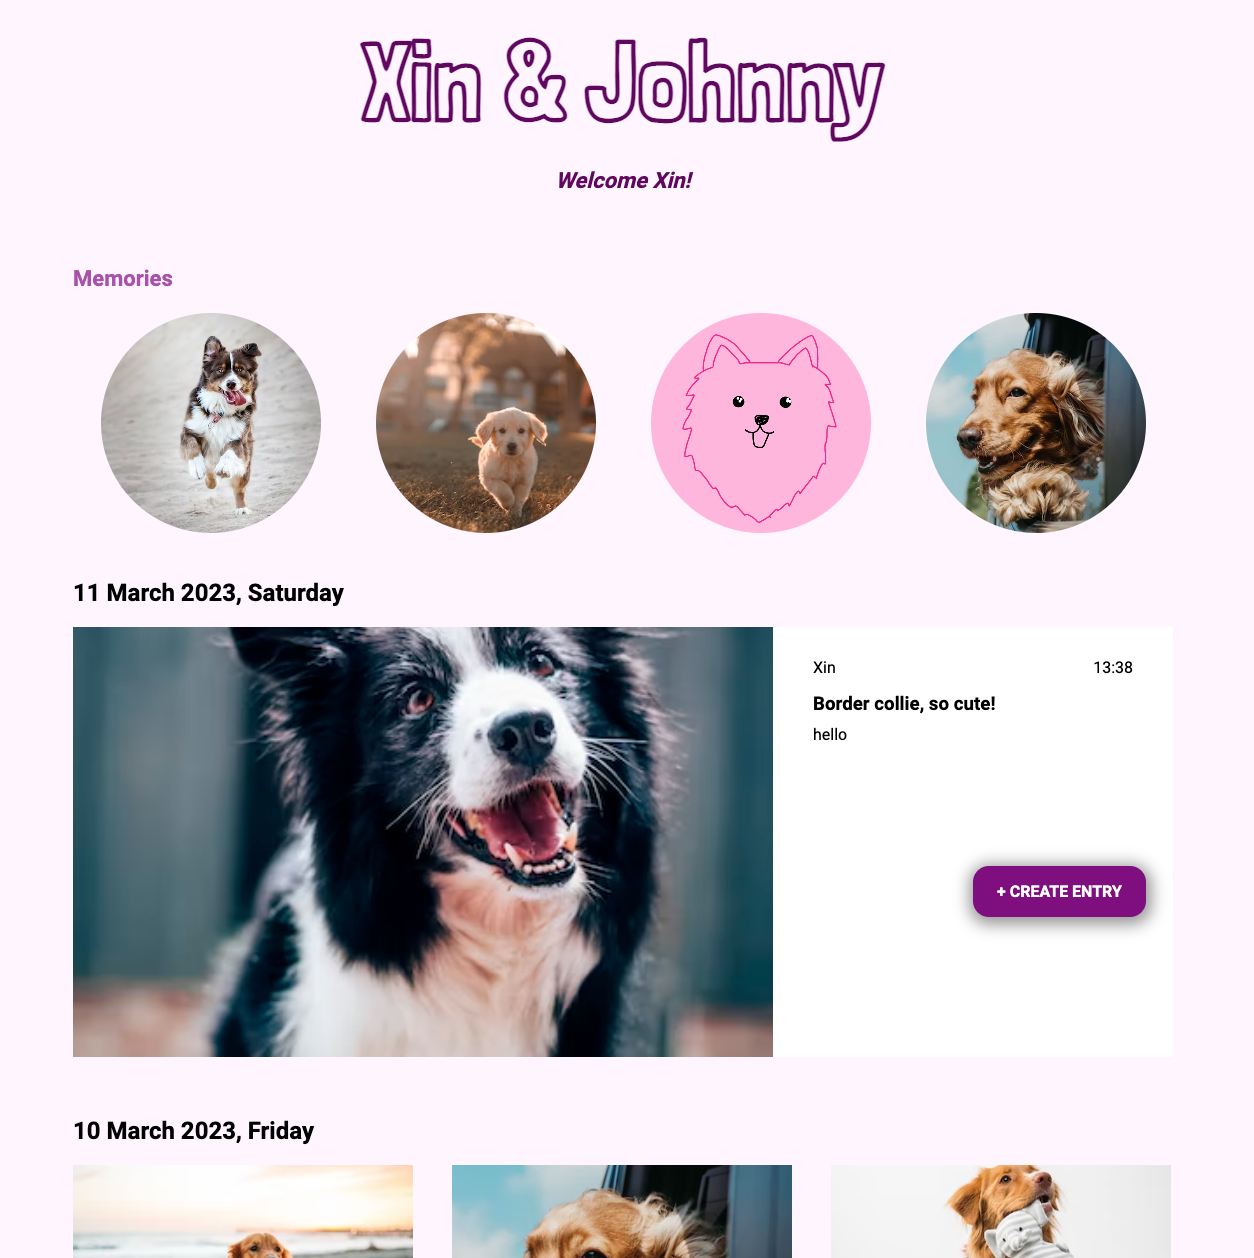 Xin & Johnny
Welcome Xin!
Memories
11 March 2023, Saturday
Xin 13:38
Border collie, so cute!
hello
+ CREATE ENTRY
10 March 2023, Friday